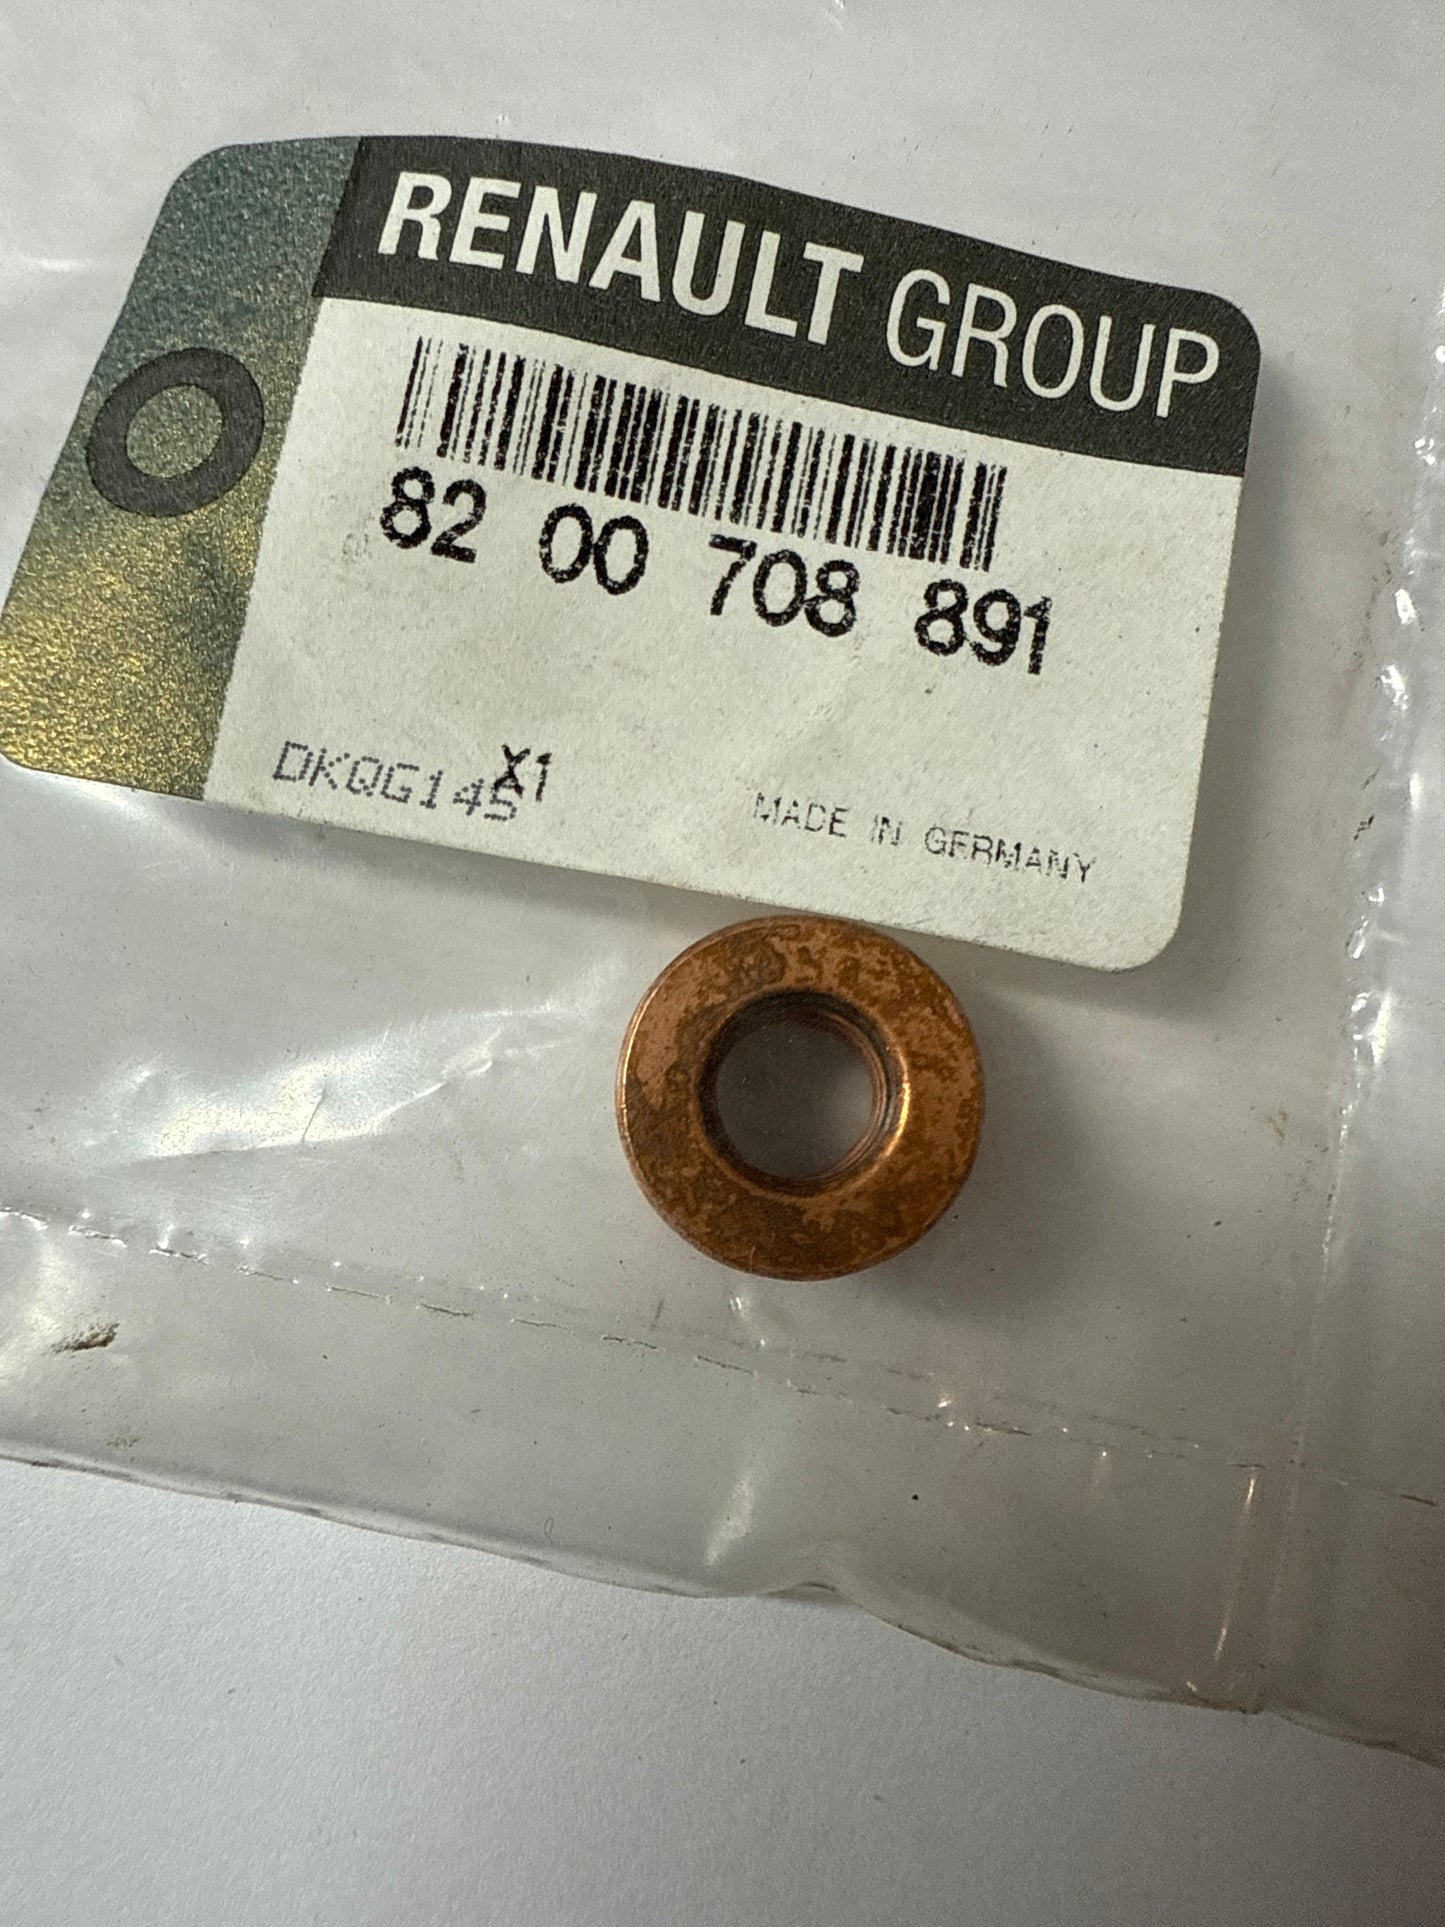 RENAULT GROUP
82 00 708 891
X1
DKQG145
MADE IN GERMANY